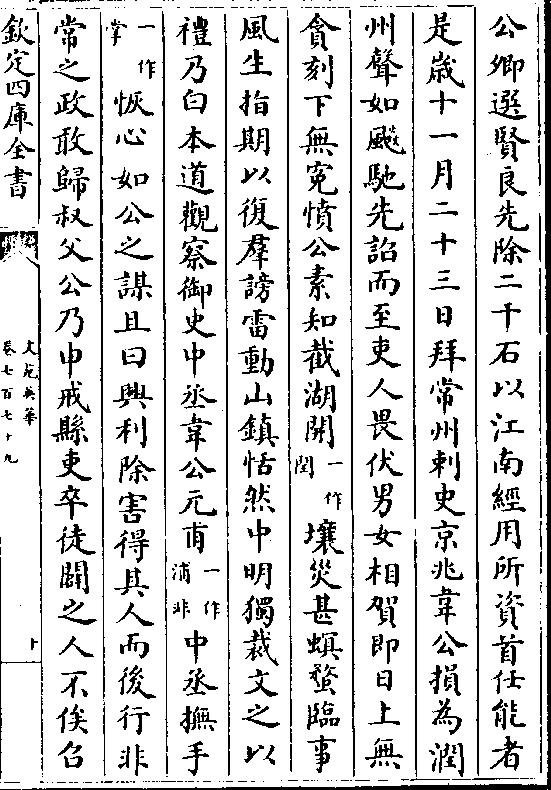 公卿選賢良先除二千石以江南經用所資首任能者
是歳十一月二十三日拜常州刺史京兆韋公損為潤
州聲如飈馳先詔而至吏人畏伏男女相賀即日上無
貪刻下無寃憤公素知截湖開一作閏壤災甚螟蝥臨事
風生指期以復羣謗雷動山鎮恬然中明獨裁文之以
禮乃白本道觀察御史中丞韋公元甫一作浦非中丞撫手
一作掌恢心如公之謀且曰興利除害得其人而後行非
常之政敢歸叔父公乃申戒縣吏卒徒闘之人不俟召
欽定四庫全書
文苑英華
卷七百七十九
十